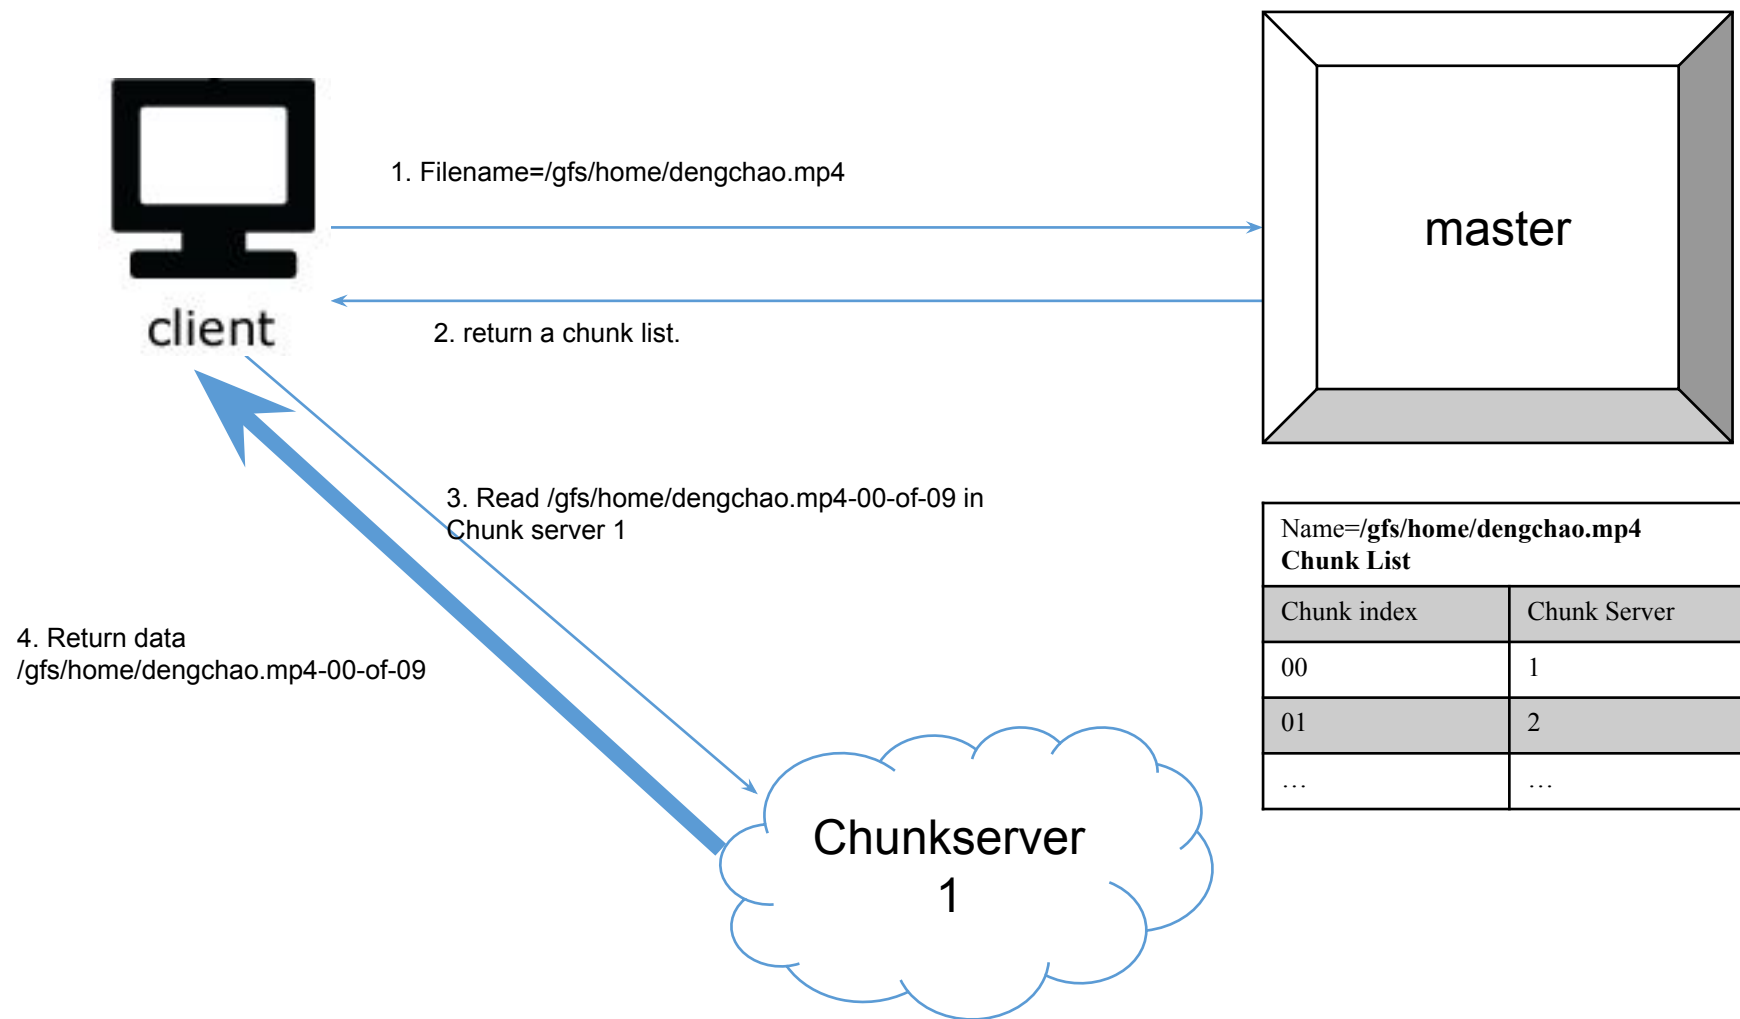 1. Filename=/gfs/home/dengchao.mp4
master
client
2. return a chunk list.
3. Read /gfs/home/dengchao.mp4-00-of-09 in
Chunk server 1
Name=/gfs/home/dengchao.mp4
Chunk List
Chunk index Chunk Server
00 1
01 2
… …
4. Return data
/gfs/home/dengchao.mp4-00-of-09
Chunkserver
1